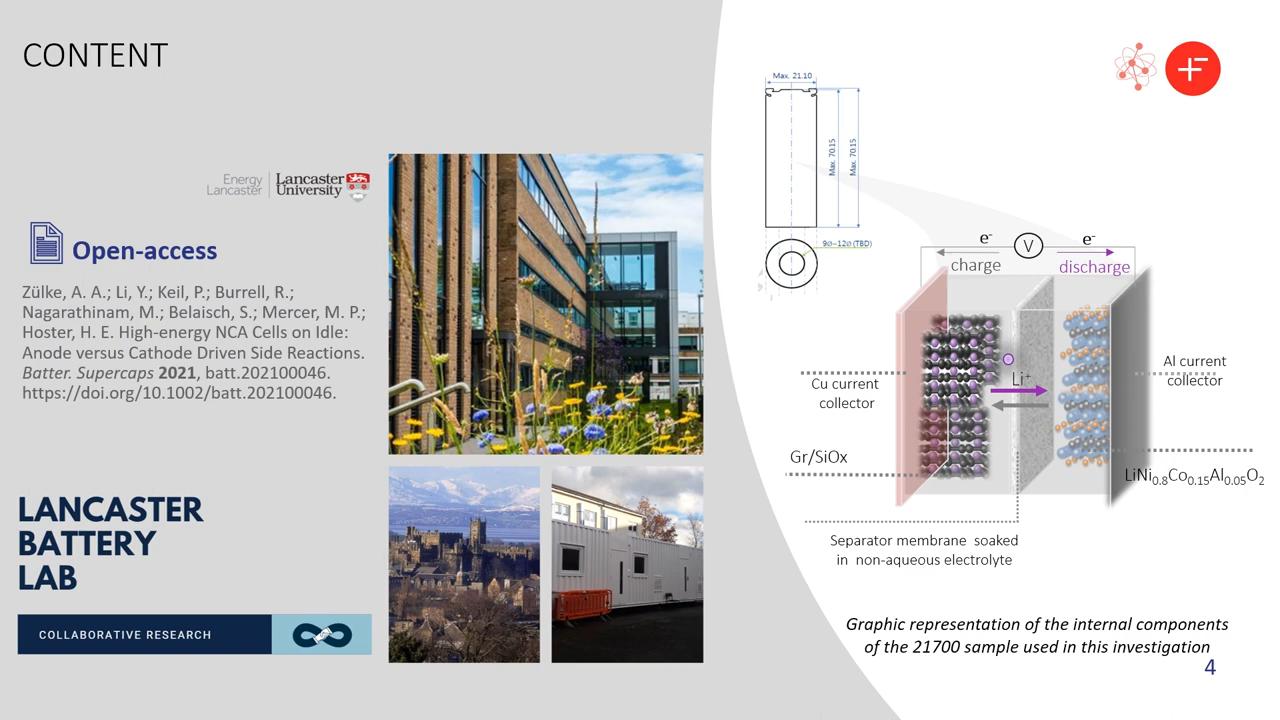 CONTENT
Energy
Lancaster
Lancaster
University
Open-access
Zülke, A. A.; Li, Y.; Keil, P.; Burrell, R.;
Nagarathinam, M.; Belaisch, S.; Mercer, M. P.;
Hoster, H. E. High-energy NCA Cells on Idle:
Anode versus Cathode Driven Side Reactions.
Batter. Supercaps 2021, batt.202100046.
https://doi.org/10.1002/batt.202100046.
LANCASTER
BATTERY
LAB
COLLABORATIVE RESEARCH
Max. 21.10
Max. 70.15
Max. 70.15
9Ø–12Ø (TBD)
e-
V
e-
charge
discharge
Li+
Cu current
collector
Al current
collector
Gr/SiOx
LiNi0.8Co0.15Al0.05O2
Separator membrane soaked
in non-aqueous electrolyte
Graphic representation of the internal components
of the 21700 sample used in this investigation
4